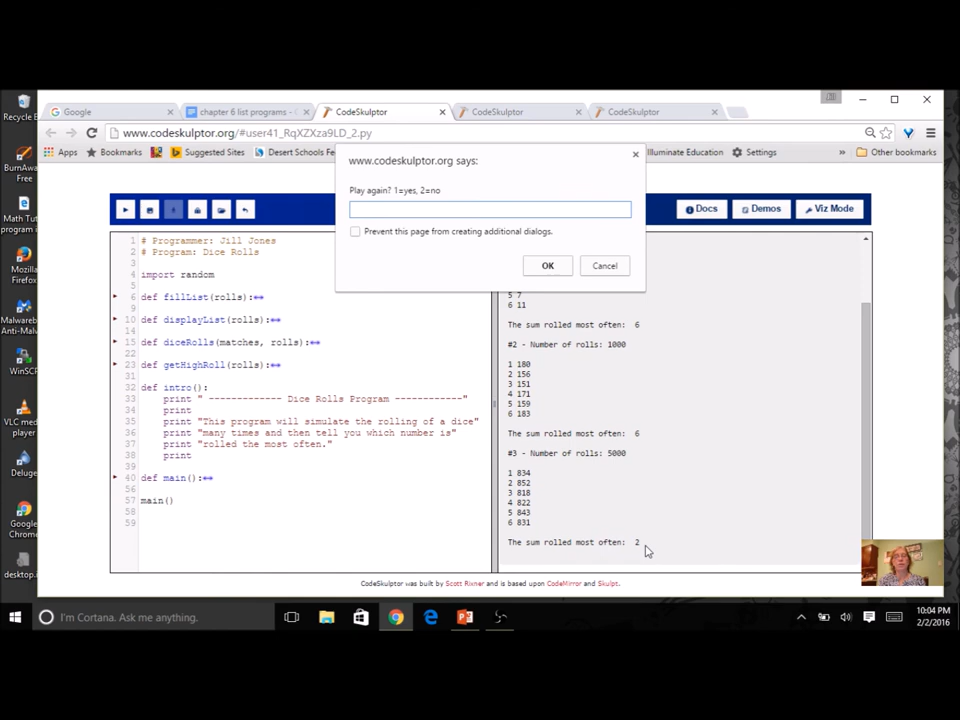 Recycle B
BurnAwar
Free
Math Tut
program i
Mozilla
Firefox
Malwareb
Anti-Malw
WinSCP
VLC med
player
Deluge
Google
Chrome
desktop.i
Google
chapter 6 list programs - G
CodeSkulptor
CodeSkulptor
CodeSkulptor
www.codeskulptor.org/#user41_RqXZXza9LD_2.py
Apps
Bookmarks
Suggested Sites
Desert Schools Fe
Illuminate Education
Settings
»
Other bookmarks
www.codeskulptor.org says:
Play again? 1=yes, 2=no
Prevent this page from creating additional dialogs.
OK
Cancel
Docs
Demos
Viz Mode
1 # Programmer: Jill Jones
2 # Program: Dice Rolls
3
4 import random
5
6 def fillList(rolls):
9
10 def displayList(rolls):
14
15 def diceRolls(matches, rolls):
22
23 def getHighRoll(rolls):
31
32 def intro():
33 print " ------------- Dice Rolls Program ------------"
34 print
35 print "This program will simulate the rolling of a dice"
36 print "many times and then tell you which number is"
37 print "rolled the most often."
38 print
39
40 def main():
56
57 main()
58
59
5 7
6 11
The sum rolled most often: 6
#2 - Number of rolls: 1000
1 180
2 156
3 151
4 171
5 159
6 183
The sum rolled most often: 6
#3 - Number of rolls: 5000
1 834
2 852
3 818
4 822
5 843
6 831
The sum rolled most often: 2
CodeSkulptor was built by Scott Rixner and is based upon CodeMirror and Skulpt.
I'm Cortana. Ask me anything.
10:04 PM
2/2/2016